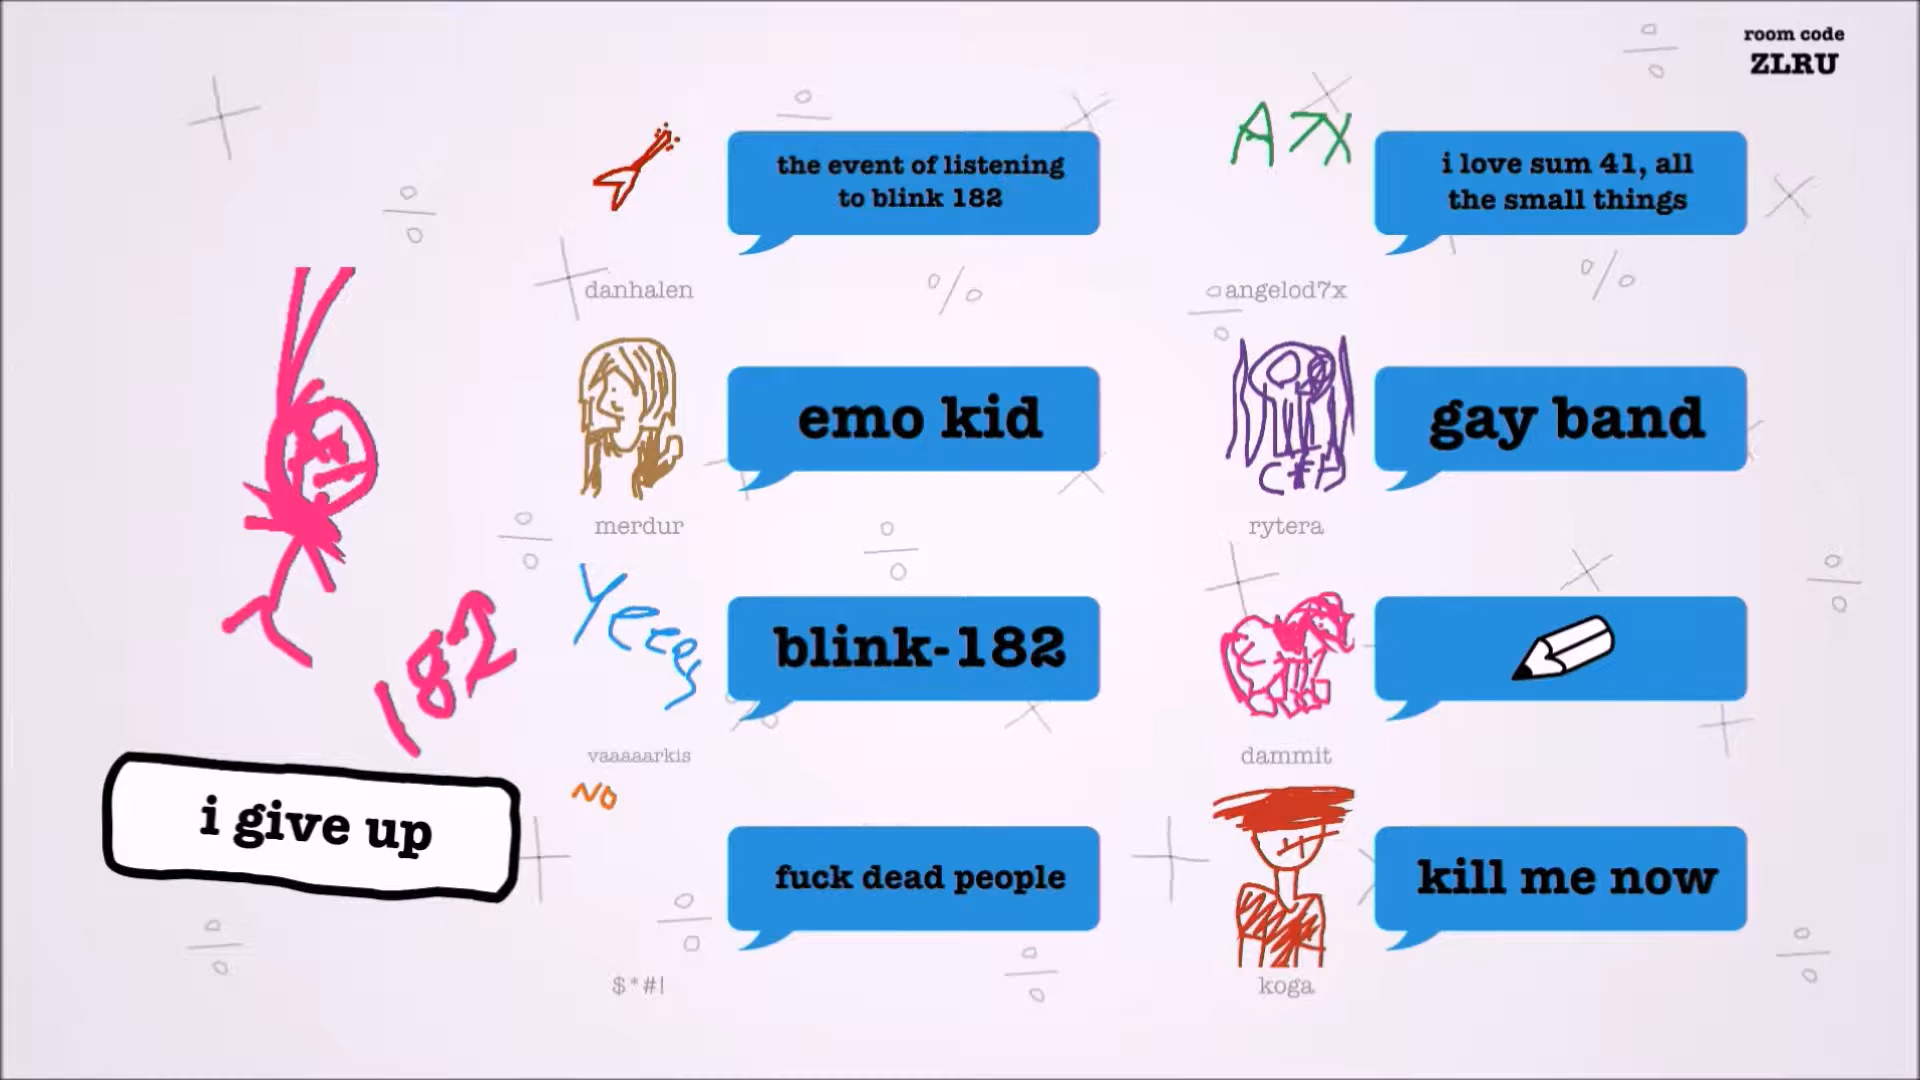 room code
ZLRU
A7X
the event of listening
to blink 182
i love sum 41, all
the small things
danhalen
angelod7x
emo kid
gay band
merdur
rytera
182
Yeees
blink-182
vaaaaarkis
dammit
i give up
NO
fuck dead people
kill me now
$*#!
koga